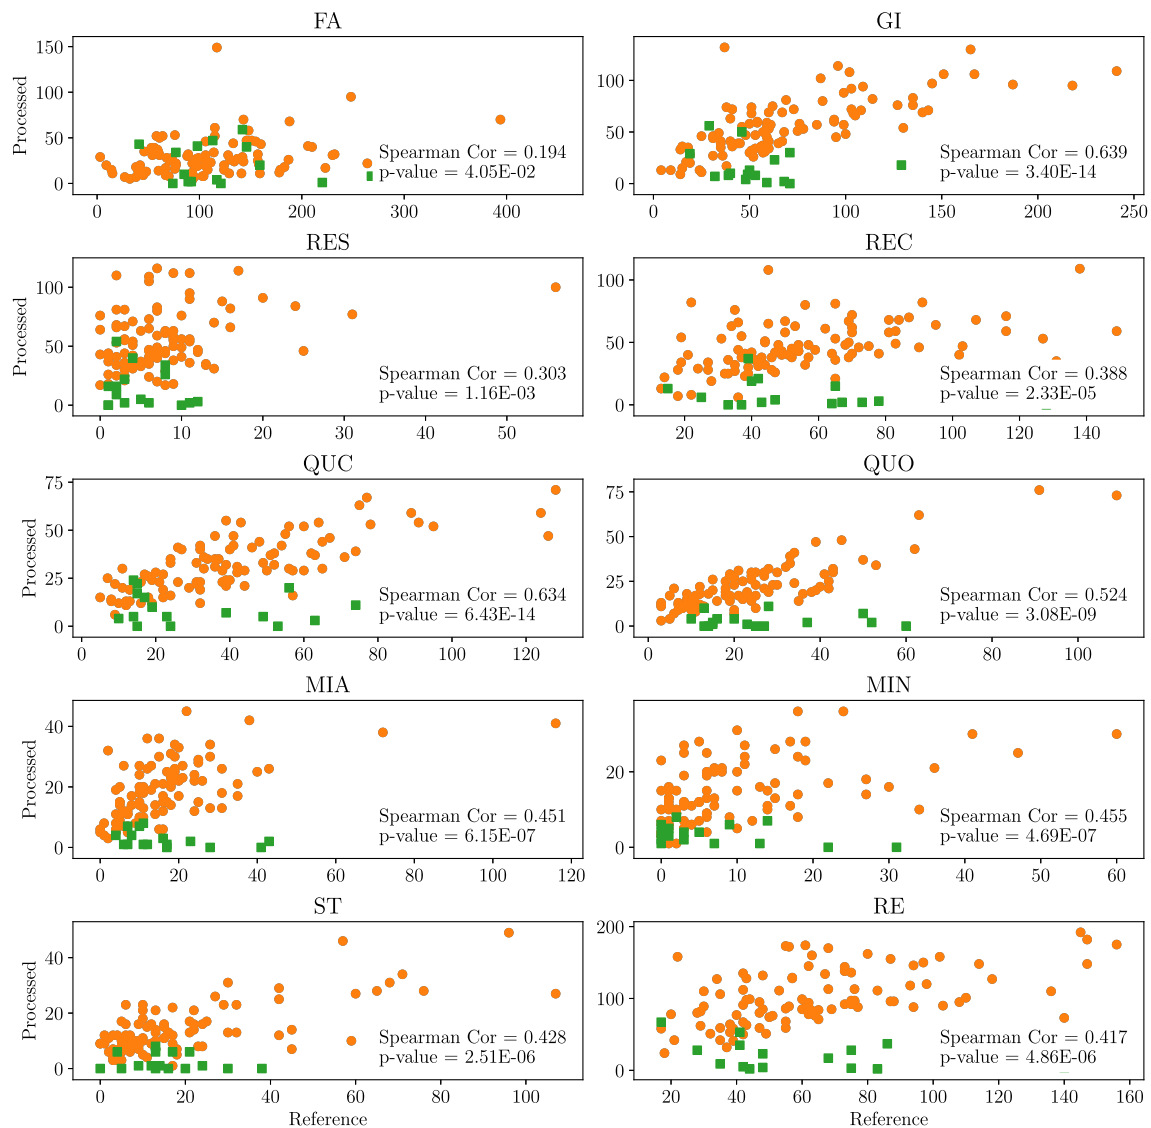 FA
GI
150
100
50
0
Processed
Spearman Cor = 0.194
p-value = 4.05E-02
0
100
200
300
400
100
50
0
Spearman Cor = 0.639
p-value = 3.40E-14
0
50
100
150
200
250
RES
REC
100
50
0
Processed
Spearman Cor = 0.303
p-value = 1.16E-03
0
10
20
30
40
50
100
50
0
Spearman Cor = 0.388
p-value = 2.33E-05
20
40
60
80
100
120
140
QUC
QUO
75
50
25
0
Processed
Spearman Cor = 0.634
p-value = 6.43E-14
0
20
40
60
80
100
120
75
50
25
0
Spearman Cor = 0.524
p-value = 3.08E-09
0
20
40
60
80
100
MIA
MIN
40
20
0
Processed
Spearman Cor = 0.451
p-value = 6.15E-07
0
20
40
60
80
100
120
20
0
Spearman Cor = 0.455
p-value = 4.69E-07
0
10
20
30
40
50
60
ST
RE
40
20
0
Processed
Spearman Cor = 0.428
p-value = 2.51E-06
0
20
40
60
80
100
Reference
200
100
0
Spearman Cor = 0.417
p-value = 4.86E-06
20
40
60
80
100
120
140
160
Reference